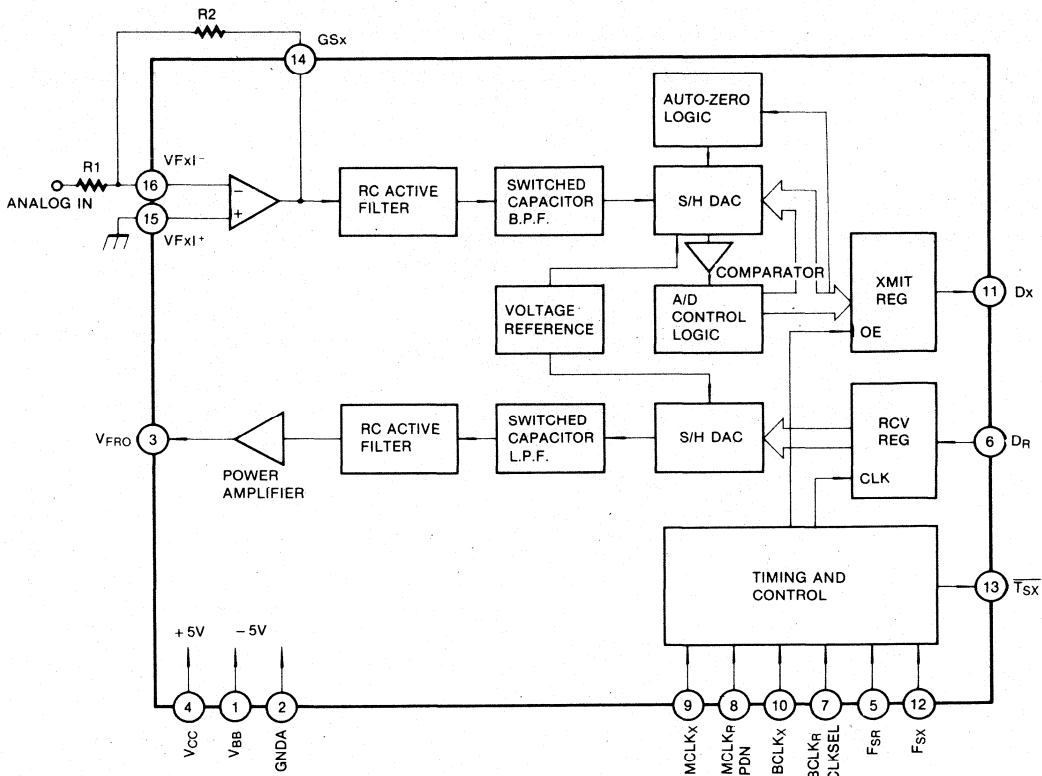 R2
GSx
14
AUTO-ZERO
LOGIC
R1
VFxI-
16
ANALOG IN
15
VFxI+
−
+
RC ACTIVE
FILTER
SWITCHED
CAPACITOR
B.P.F.
S/H DAC
COMPARATOR
VOLTAGE
REFERENCE
A/D
CONTROL
LOGIC
XMIT
REG
OE
11
Dx
VFRO
3
POWER
AMPLIFIER
RC ACTIVE
FILTER
SWITCHED
CAPACITOR
L.P.F.
S/H DAC
RCV
REG
CLK
6
DR
TIMING AND
CONTROL
13
TSX
+5V
−5V
4
1
2
9
8
10
7
5
12
VCC
VBB
GNDA
MCLKX
MCLKR
PDN
BCLKX
BCLKR
CLKSEL
FSR
FSX